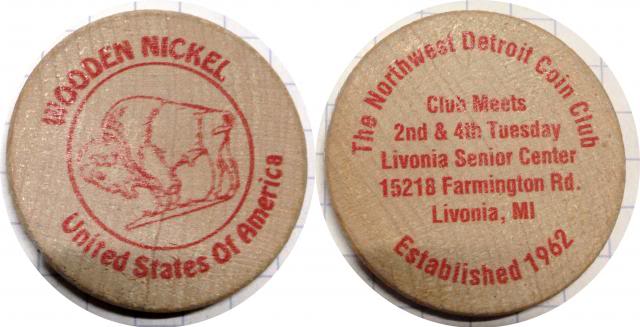 WOODEN NICKEL
United States Of America
The Northwest Detroit Coin Club
Club Meets
2nd & 4th Tuesday
Livonia Senior Center
15218 Farmington Rd.
Livonia, MI
Established 1962